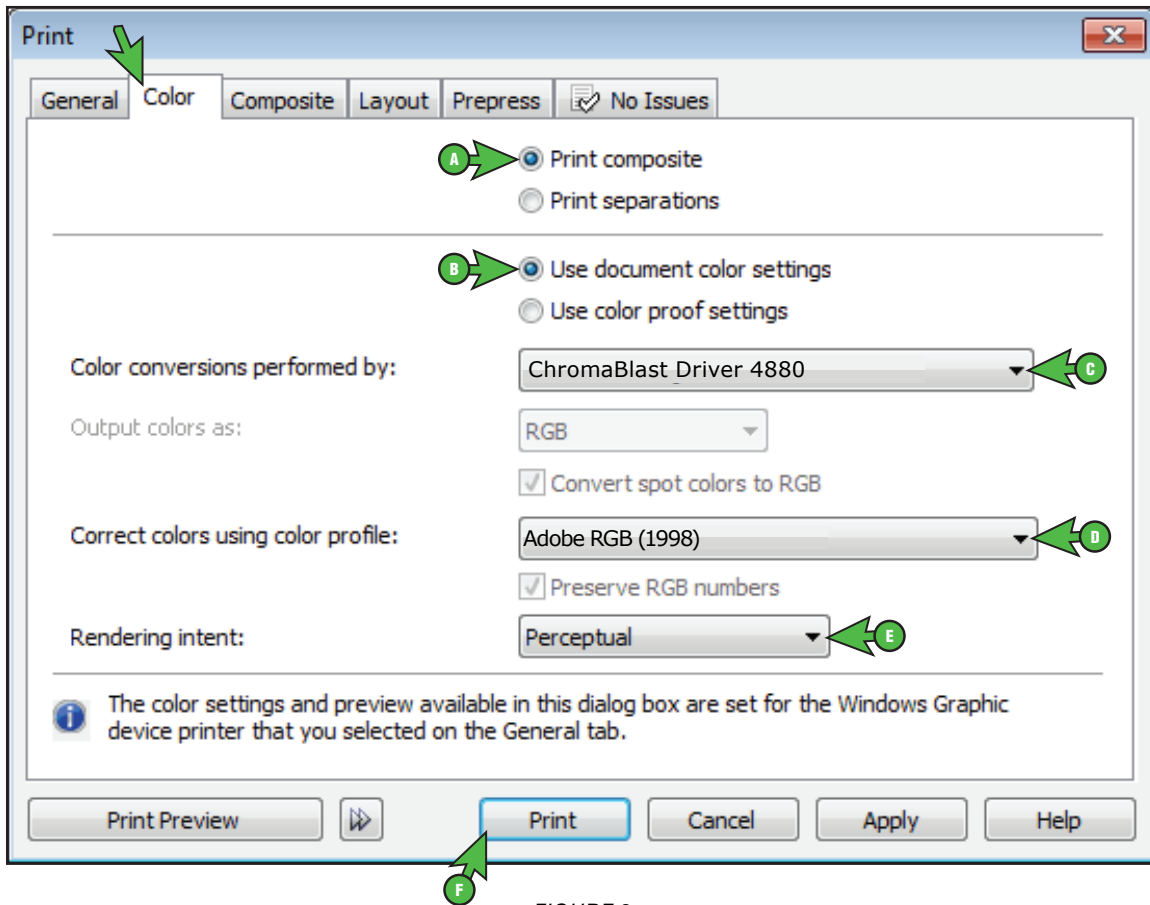 Print
General Color Composite Layout Prepress No Issues
A Print composite
Print separations
B Use document color settings
Use color proof settings
Color conversions performed by: ChromaBlast Driver 4880 C
Output colors as: RGB
Convert spot colors to RGB
Correct colors using color profile: Adobe RGB (1998) D
Preserve RGB numbers
Rendering intent: Perceptual E
The color settings and preview available in this dialog box are set for the Windows Graphic
device printer that you selected on the General tab.
Print Preview Print Cancel Apply Help
F